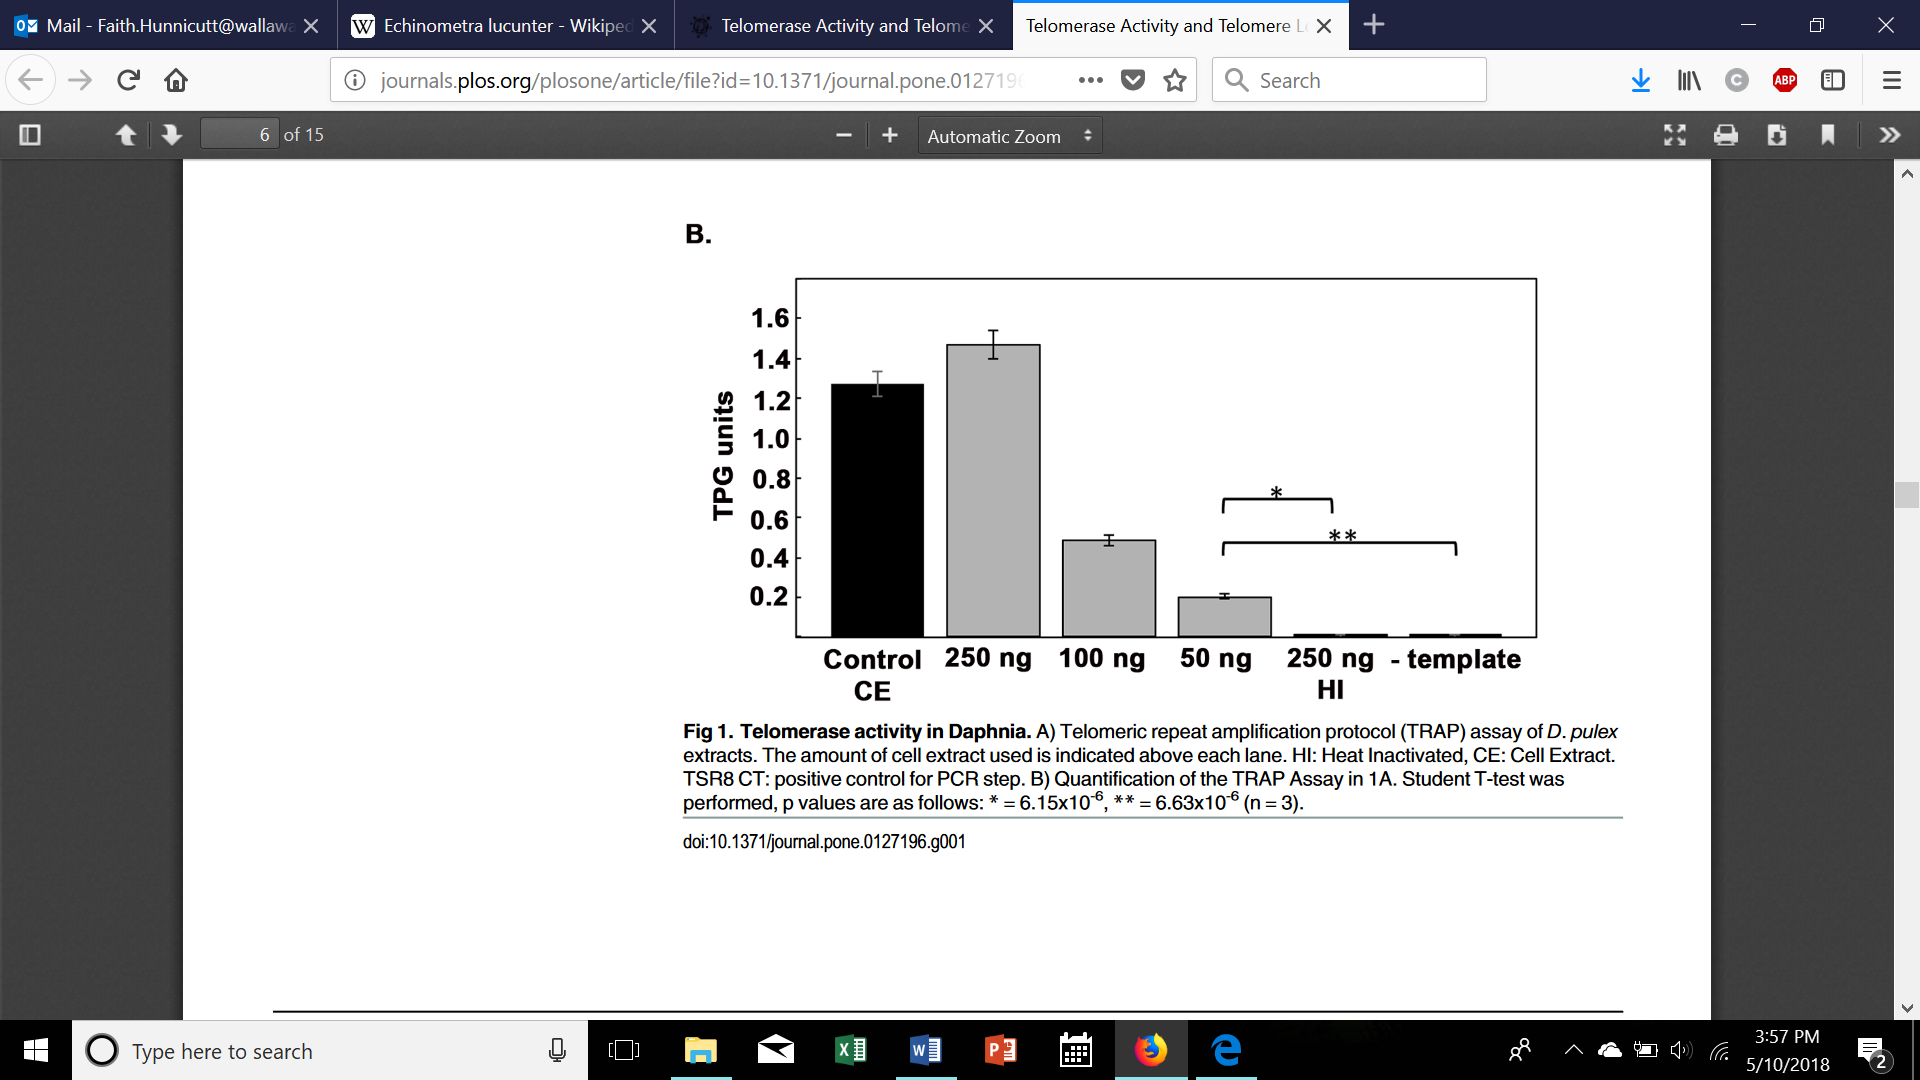 Mail - Faith.Hunnicutt@wallawa
Echinometra lucunter - Wikiped
Telomerase Activity and Telome
Telomerase Activity and Telomere L
journals.plos.org/plosone/article/file?id=10.1371/journal.pone.0127196
Search
ABP
6 of 15
Automatic Zoom
B.
TPG units
1.6
1.4
1.2
1.0
0.8
0.6
0.4
0.2
*
**
Control CE
250 ng
100 ng
50 ng
250 ng HI
- template
Fig 1. Telomerase activity in Daphnia. A) Telomeric repeat amplification protocol (TRAP) assay of D. pulex
extracts. The amount of cell extract used is indicated above each lane. HI: Heat Inactivated, CE: Cell Extract.
TSR8 CT: positive control for PCR step. B) Quantification of the TRAP Assay in 1A. Student T-test was
performed, p values are as follows: * = 6.15x10⁻⁶, ** = 6.63x10⁻⁶ (n = 3).
doi:10.1371/journal.pone.0127196.g001
Type here to search
3:57 PM
5/10/2018
2